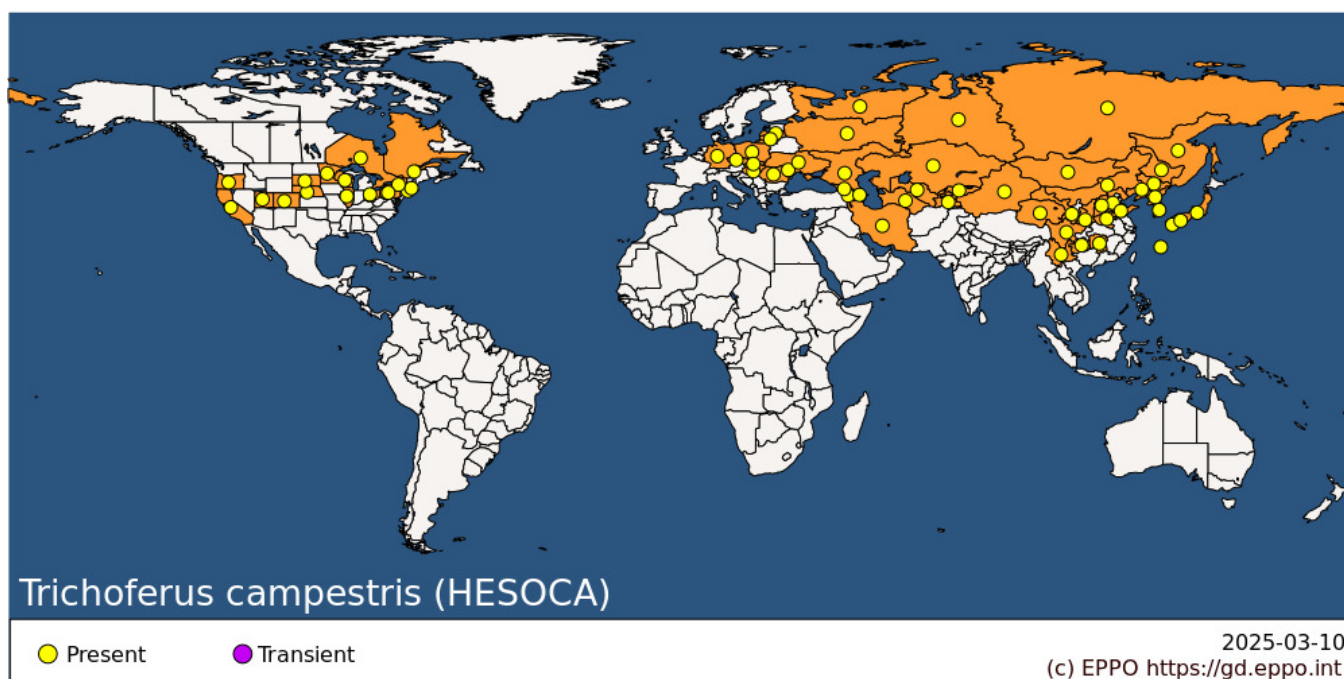 Trichoferus campestris (HESOCA)
Present
Transient
2025-03-10
(c) EPPO https://gd.eppo.int